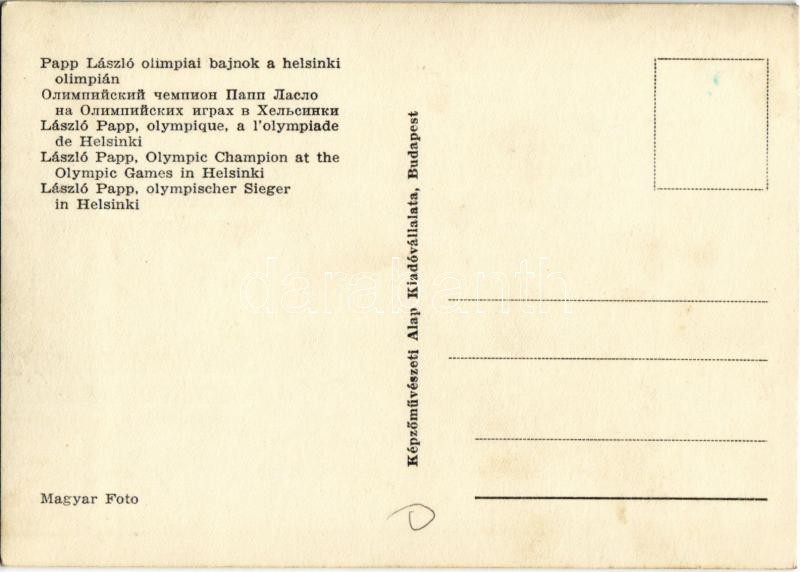 Papp László olimpiai bajnok a helsinki
olimpián
Олимпийский чемпион Папп Ласло
на Олимпийских играх в Хельсинки
László Papp, olympique, a l'olympiade
de Helsinki
László Papp, Olympic Champion at the
Olympic Games in Helsinki
László Papp, olympischer Sieger
in Helsinki
Magyar Foto
Képzőművészeti Alap Kiadóvállalata, Budapest
darabanth